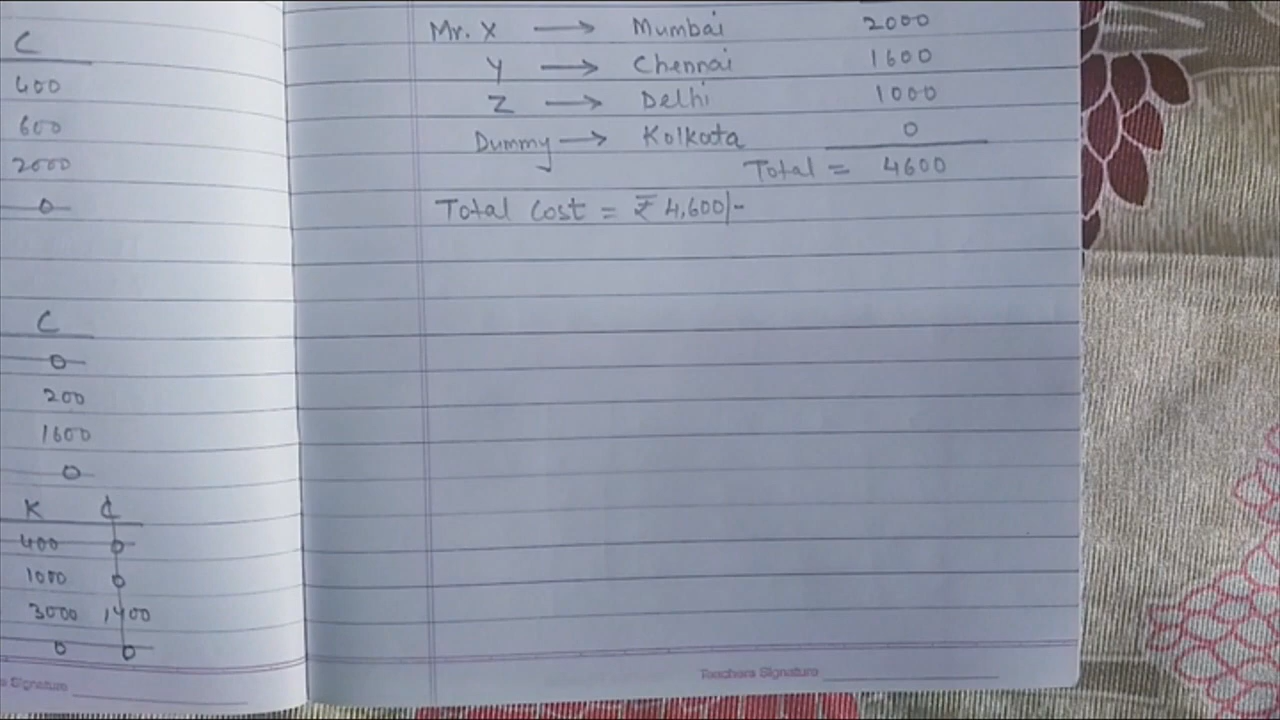 C
400
600
2000
0
C
0
200
1600
0
K C
400 0
1000 0
3000 1400
0 0
s Signature
Mr. X → Mumbai 2000
Y → Chennai 1600
Z → Delhi 1000
Dummy → Kolkata 0
Total = 4600
Total Cost = ₹ 4,600/-
Teachers Signature